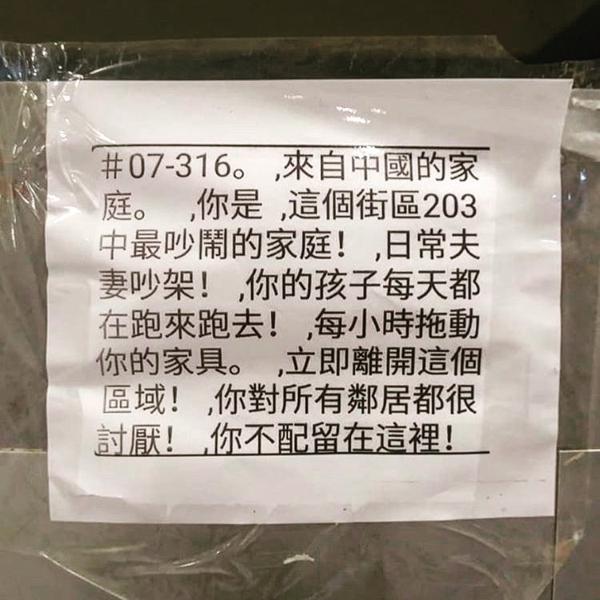 #07-316。 ,來自中國的家
庭。 ,你是 ,這個街區203
中最吵鬧的家庭! ,日常夫
妻吵架! ,你的孩子每天都
在跑來跑去! ,每小時拖動
你的家具。 ,立即離開這個
區域! ,你對所有鄰居都很
討厭! ,你不配留在這裡!